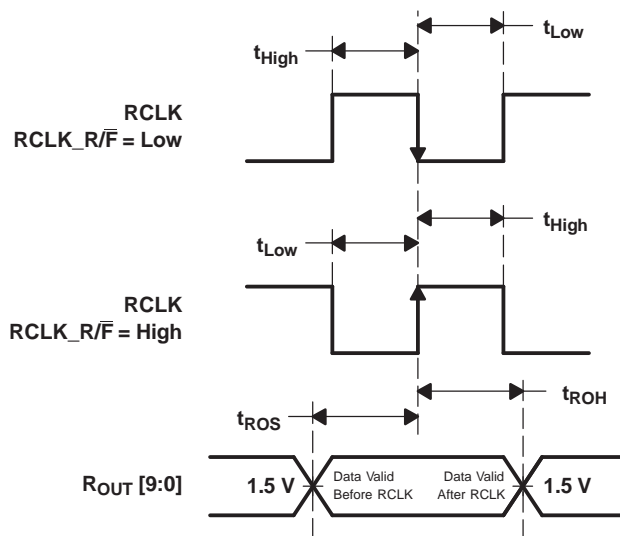 tHigh
tLow
RCLK
RCLK_R/F̅ = Low
tLow
tHigh
RCLK
RCLK_R/F̅ = High
tROS
tROH
ROUT [9:0]
1.5 V
Data Valid
Before RCLK
Data Valid
After RCLK
1.5 V